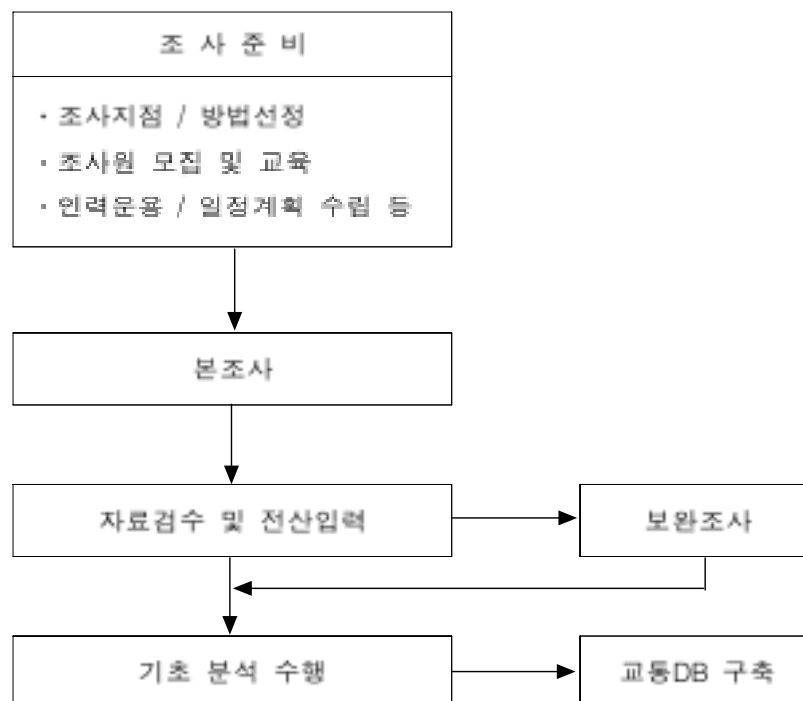 조 사 준 비
· 조사지점 / 방법선정
· 조사원 모집 및 교육
· 인력운용 / 일정계획 수립 등
본조사
자료검수 및 전산입력
보완조사
기초 분석 수행
교통DB 구축